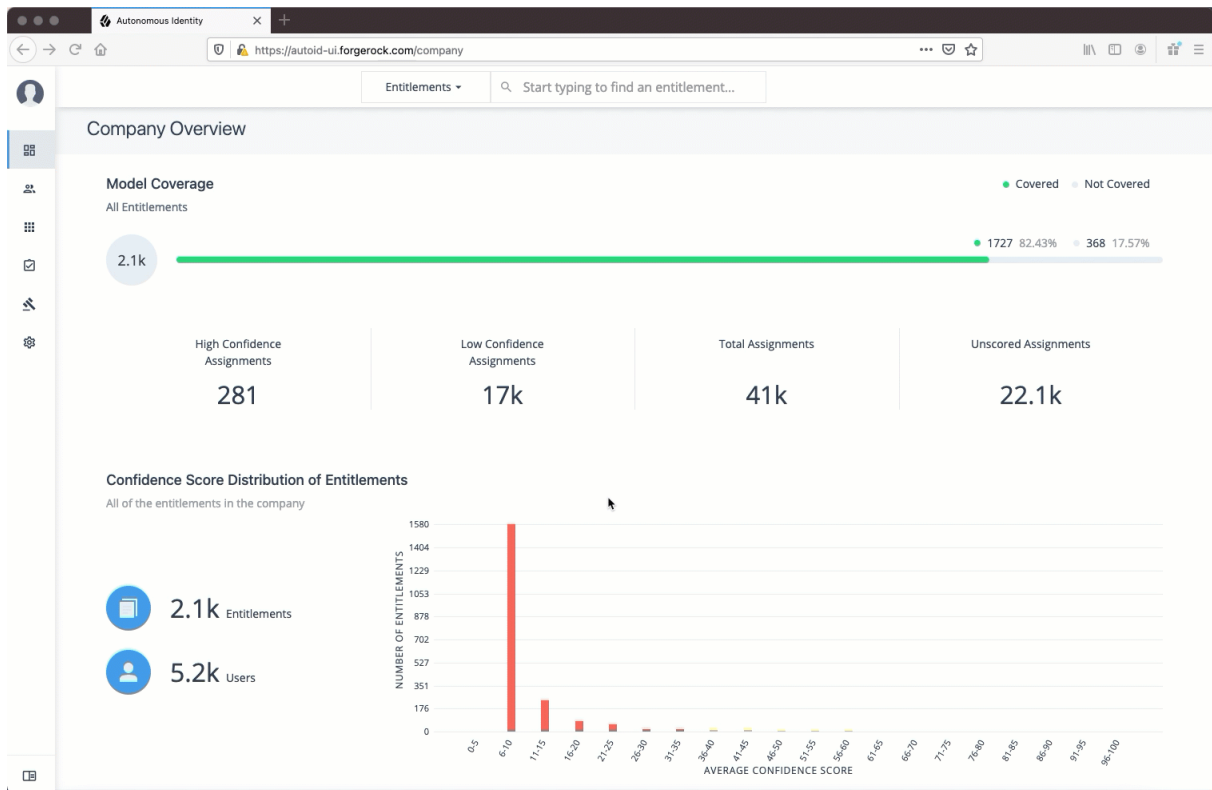 Autonomous Identity
https://autoid-ui.forgerock.com/company
Entitlements
Start typing to find an entitlement...
Company Overview
Model Coverage
Covered
Not Covered
All Entitlements
1727 82.43%
368 17.57%
2.1k
High Confidence
Assignments
281
Low Confidence
Assignments
17k
Total Assignments
41k
Unscored Assignments
22.1k
Confidence Score Distribution of Entitlements
All of the entitlements in the company
2.1k Entitlements
5.2k Users
NUMBER OF ENTITLEMENTS
1580
1404
1229
1053
878
702
527
351
176
0
0-5
6-10
11-15
16-20
21-25
26-30
31-35
36-40
41-45
46-50
51-55
56-60
61-65
66-70
71-75
76-80
81-85
86-90
91-95
96-100
AVERAGE CONFIDENCE SCORE